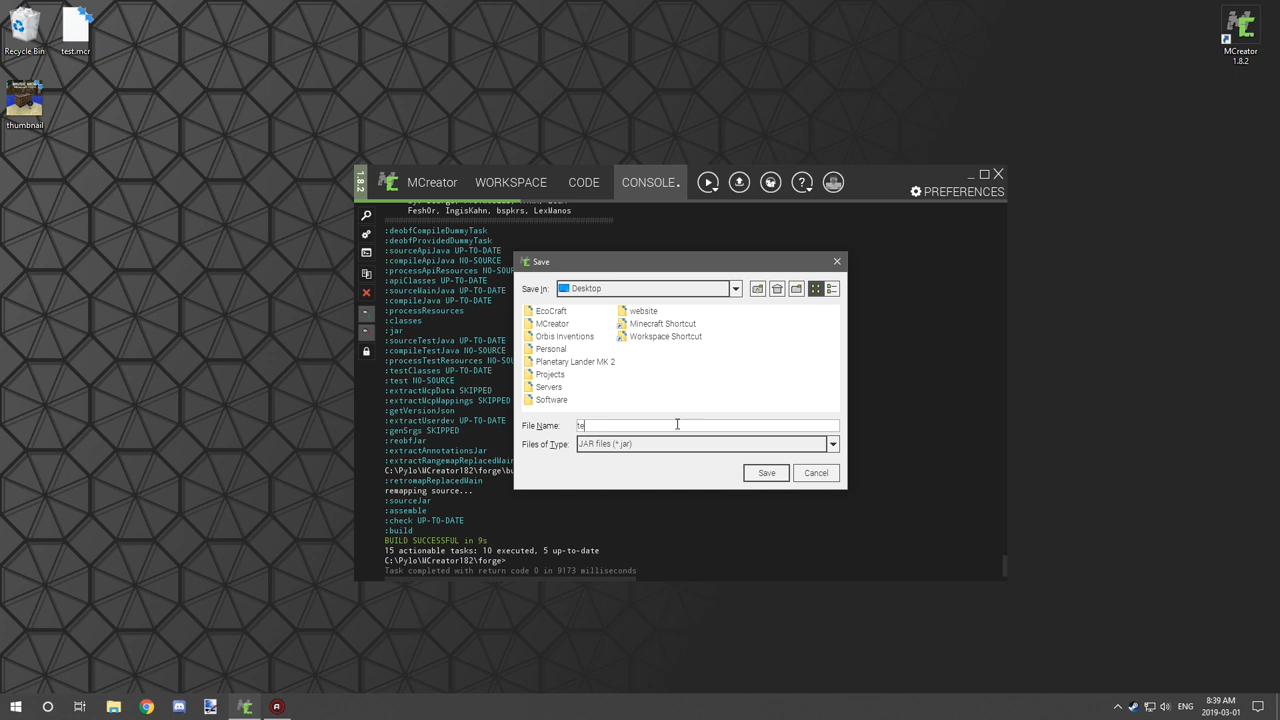 Recycle Bin
test.mcr
thumbnail
MCreator
1.8.2
1.8.2
MCreator
WORKSPACE
CODE
CONSOLE.
PREFERENCES
FeshOr, IngisKahn, bspkrs, LexManos
:deobfCompileDummyTask
:deobfProvidedDummyTask
:sourceApiJava UP-TO-DATE
:compileApiJava NO-SOURCE
:processApiResources NO-SOU
:apiClasses UP-TO-DATE
:sourceMainJava UP-TO-DATE
:compileJava UP-TO-DATE
:processResources
:classes
:jar
:sourceTestJava UP-TO-DATE
:compileTestJava NO-SOURCE
:processTestResources NO-SOU
:testClasses UP-TO-DATE
:test NO-SOURCE
:extractMcpData SKIPPED
:extractMcpMappings SKIPPED
:getVersionJson
:extractUserdev UP-TO-DATE
:genSrgs SKIPPED
:reobfJar
:extractAnnotationsJar
:extractRangemapReplacedMain
C:\Pylo\MCreator182\forge\bu
:retromapReplacedMain
remapping source...
:sourceJar
:assemble
:check UP-TO-DATE
:build
BUILD SUCCESSFUL in 9s
15 actionable tasks: 10 executed, 5 up-to-date
C:\Pylo\MCreator182\forge>
Task completed with return code 0 in 9173 milliseconds
Save
Save In:
Desktop
EcoCraft
MCreator
Orbis Inventions
Personal
Planetary Lander MK 2
Projects
Servers
Software
website
Minecraft Shortcut
Workspace Shortcut
File Name:
te
Files of Type:
JAR files (*.jar)
Save
Cancel
ENG
8:39 AM
2019-03-01